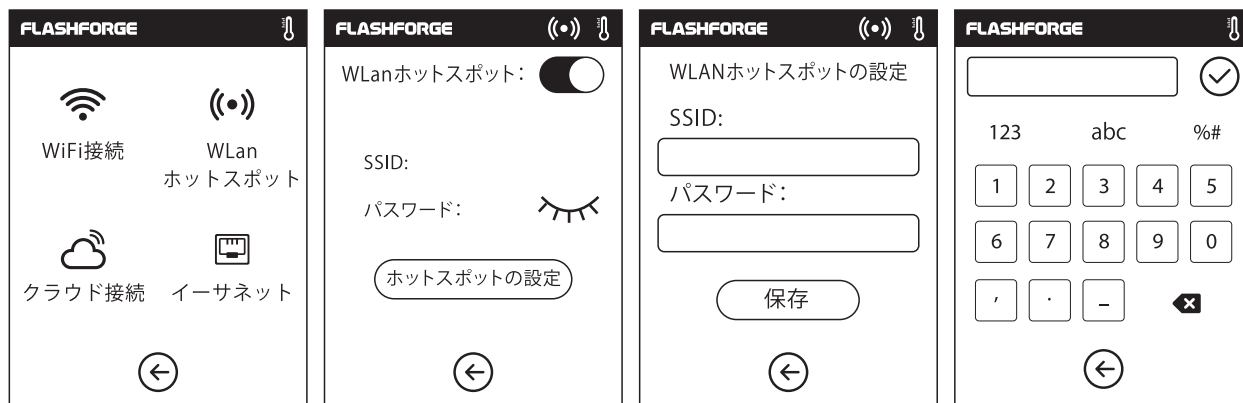 FLASHFORGE
WiFi接続
WLan
ホットスポット
クラウド接続
イーサネット
FLASHFORGE
WLanホットスポット:
SSID:
パスワード:
ホットスポットの設定
FLASHFORGE
WLANホットスポットの設定
SSID:
パスワード:
保存
FLASHFORGE
123 abc %#
1 2 3 4 5
6 7 8 9 0
, . _